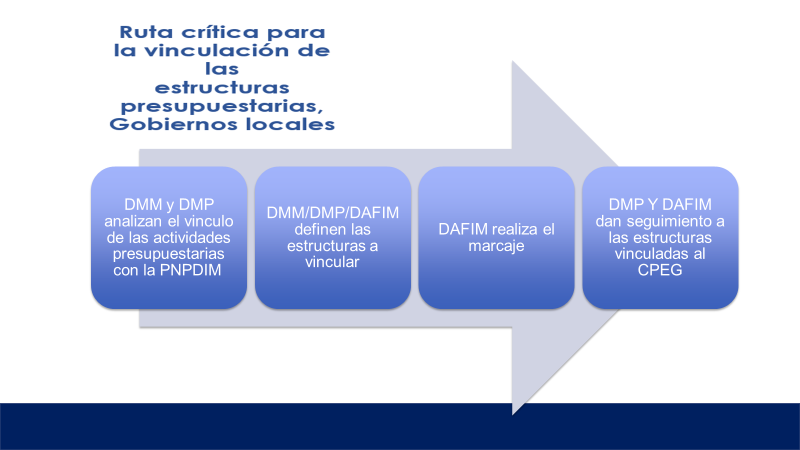 Ruta crítica para
la vinculación de
las
estructuras
presupuestarias,
Gobiernos locales
DMM y DMP
analizan el vinculo
de las actividades
presupuestarias
con la PNPDIM
DMM/DMP/DAFIM
definen las
estructuras a
vincular
DAFIM realiza el
marcaje
DMP Y DAFIM
dan seguimiento a
las estructuras
vinculadas al
CPEG